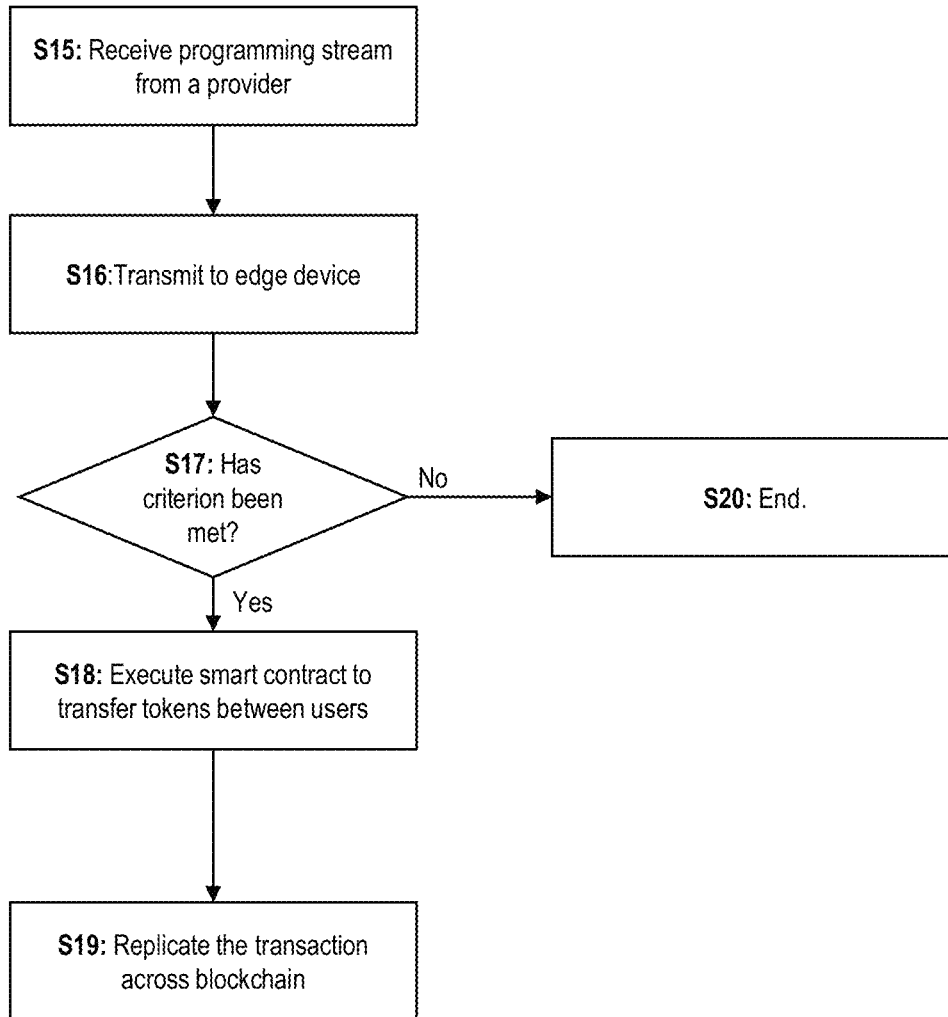 S15: Receive programming stream
from a provider
S16:Transmit to edge device
S17: Has
criterion been
met?
No
S20: End.
Yes
S18: Execute smart contract to
transfer tokens between users
S19: Replicate the transaction
across blockchain